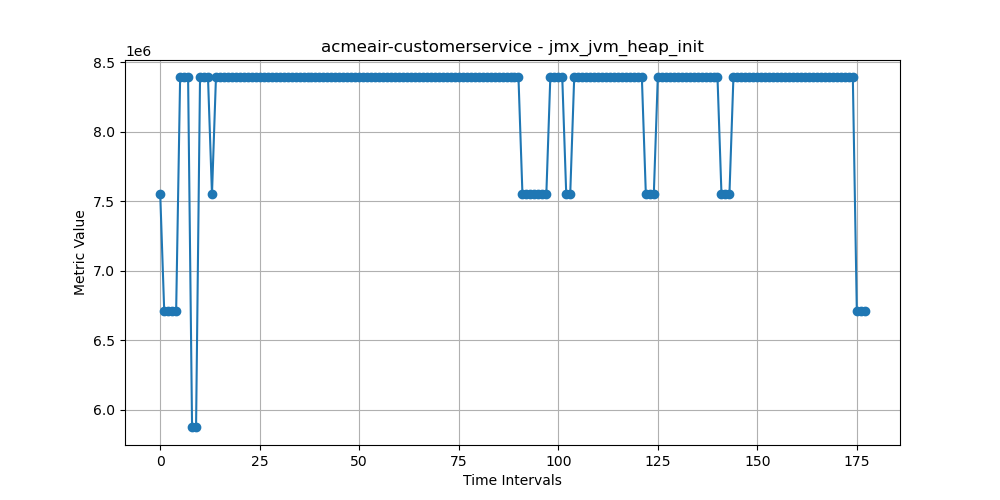 acmeair-customerservice - jmx_jvm_heap_init
1e6
8.5
8.0
7.5
7.0
6.5
6.0
Metric Value
0 25 50 75 100 125 150 175
Time Intervals